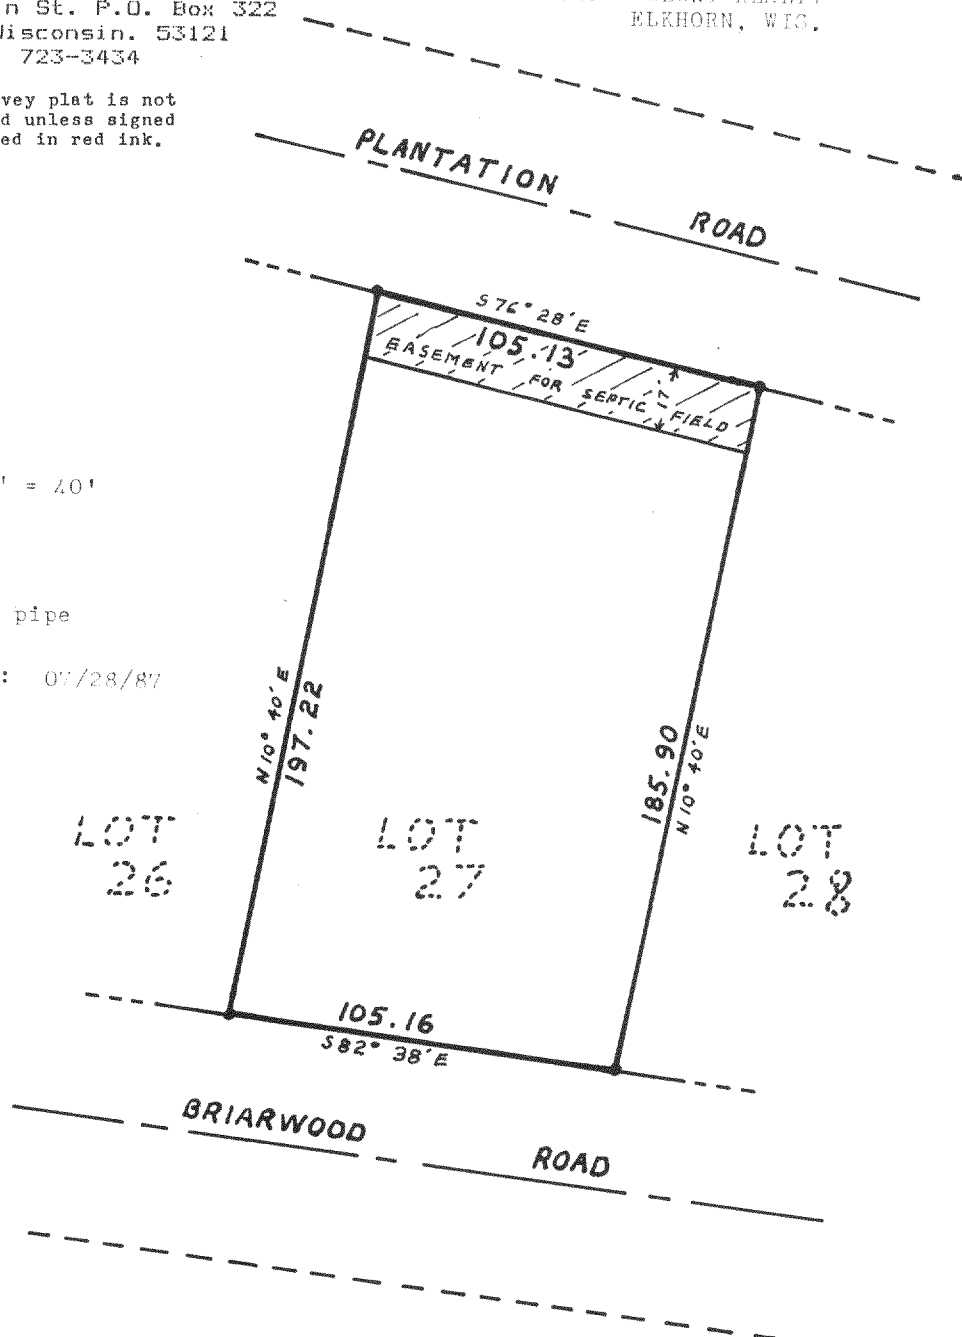 n St. P.O. Box 322
Wisconsin. 53121
723-3434
ELKHORN, WIS.
vey plat is not
d unless signed
ed in red ink.
PLANTATION ROAD
S 76° 28' E
105.13
EASEMENT FOR SEPTIC FIELD
17'
' = 40'
pipe
: 07/28/87
N 10° 40' E
197.22
185.90
N 10° 40' E
LOT
26
LOT
27
LOT
28
105.16
S 82° 38' E
BRIARWOOD ROAD